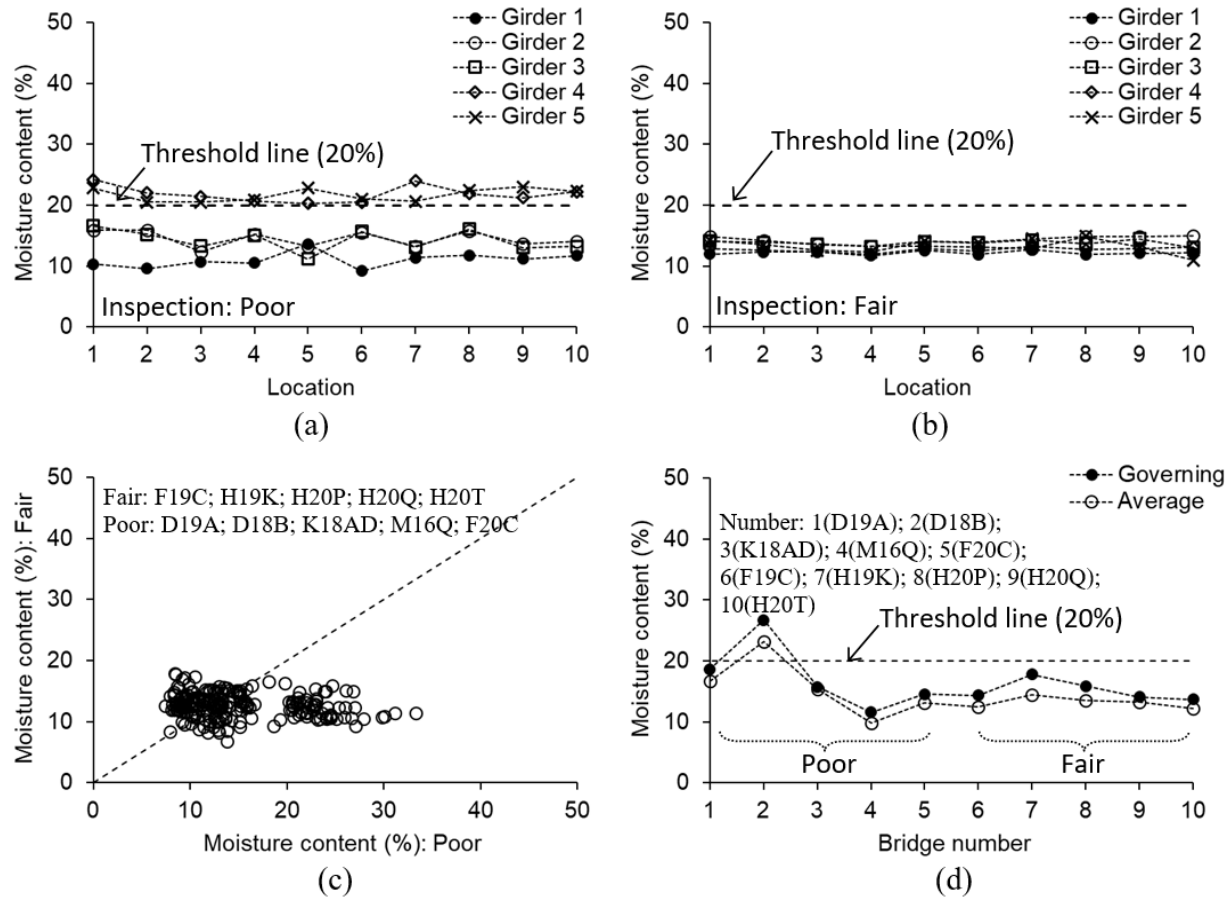 50
40
30
20
10
0
Moisture content (%)
Girder 1
Girder 2
Girder 3
Girder 4
Girder 5
Threshold line (20%)
Inspection: Poor
1 2 3 4 5 6 7 8 9 10
Location
(a)
50
40
30
20
10
0
Moisture content (%)
Girder 1
Girder 2
Girder 3
Girder 4
Girder 5
Threshold line (20%)
Inspection: Fair
1 2 3 4 5 6 7 8 9 10
Location
(b)
50
40
30
20
10
0
Moisture content (%): Fair
Fair: F19C; H19K; H20P; H20Q; H20T
Poor: D19A; D18B; K18AD; M16Q; F20C
0 10 20 30 40 50
Moisture content (%): Poor
(c)
50
40
30
20
10
0
Moisture content (%)
Governing
Average
Number: 1(D19A); 2(D18B);
3(K18AD); 4(M16Q); 5(F20C);
6(F19C); 7(H19K); 8(H20P); 9(H20Q);
10(H20T)
Threshold line (20%)
Poor
Fair
1 2 3 4 5 6 7 8 9 10
Bridge number
(d)